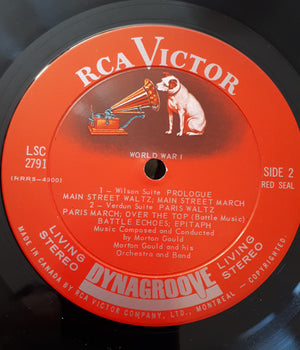 RCA VICTOR
LSC
2791
(RRRS-4900)
WORLD WAR I
SIDE 2
RED SEAL
1 - Wilson Suite PROLOGUE
MAIN STREET WALTZ; MAIN STREET MARCH
2 - Verdun Suite PARIS WALTZ
PARIS MARCH; OVER THE TOP (Battle Music)
BATTLE ECHOES, EPITAPH
Music Composed and Conducted
by Morton Gould
Morton Gould and his
Orchestra and Band
LIVING
STEREO
DYNAGROOVE
LIVING
STEREO
MADE IN CANADA BY RCA VICTOR COMPANY, LTD., MONTREAL - COPYRIGHTED